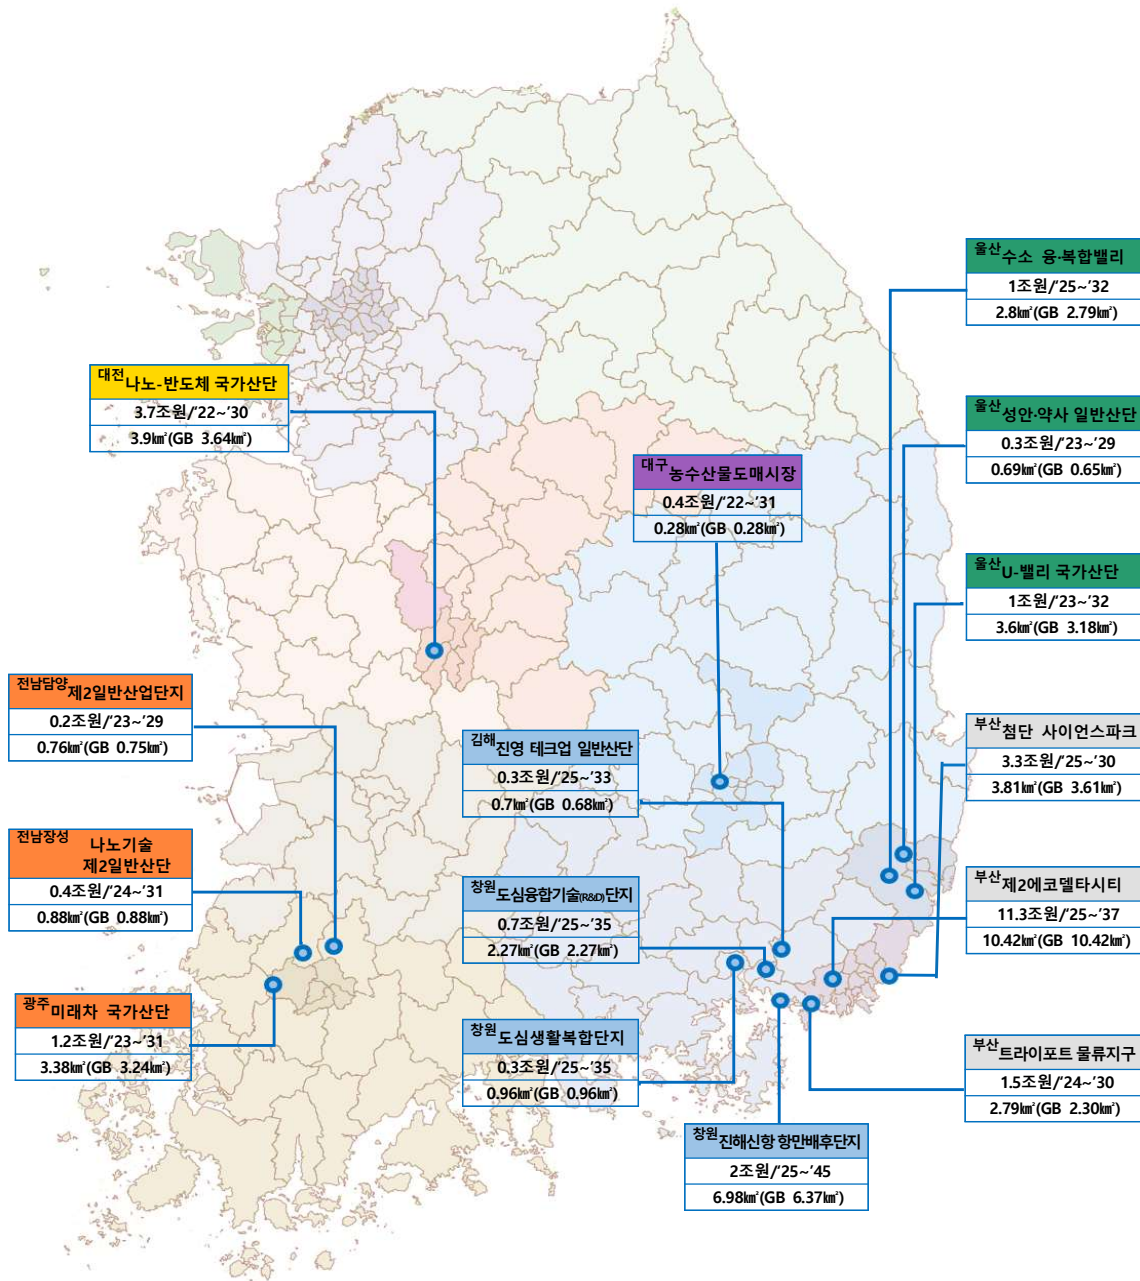 울산수소 융·복합밸리
1조원/'25~'32
2.8㎢(GB 2.79㎢)
대전나노-반도체 국가산단
3.7조원/'22~'30
3.9㎢(GB 3.64㎢)
울산성안·약사 일반산단
0.3조원/'23~'29
0.69㎢(GB 0.65㎢)
대구농수산물도매시장
0.4조원/'22~'31
0.28㎢(GB 0.28㎢)
울산U-밸리 국가산단
1조원/'23~'32
3.6㎢(GB 3.18㎢)
전남담양제2일반산업단지
0.2조원/'23~'29
0.76㎢(GB 0.75㎢)
부산첨단 사이언스파크
3.3조원/'25~'30
3.81㎢(GB 3.61㎢)
김해진영 테크업 일반산단
0.3조원/'25~'33
0.7㎢(GB 0.68㎢)
전남장성 나노기술
제2일반산단
0.4조원/'24~'31
0.88㎢(GB 0.88㎢)
부산제2에코델타시티
11.3조원/'25~'37
10.42㎢(GB 10.42㎢)
창원도심융합기술(R&D)단지
0.7조원/'25~'35
2.27㎢(GB 2.27㎢)
광주미래차 국가산단
1.2조원/'23~'31
3.38㎢(GB 3.24㎢)
창원도심생활복합단지
0.3조원/'25~'35
0.96㎢(GB 0.96㎢)
부산트라이포트 물류지구
1.5조원/'24~'30
2.79㎢(GB 2.30㎢)
창원진해신항 항만배후단지
2조원/'25~'45
6.98㎢(GB 6.37㎢)